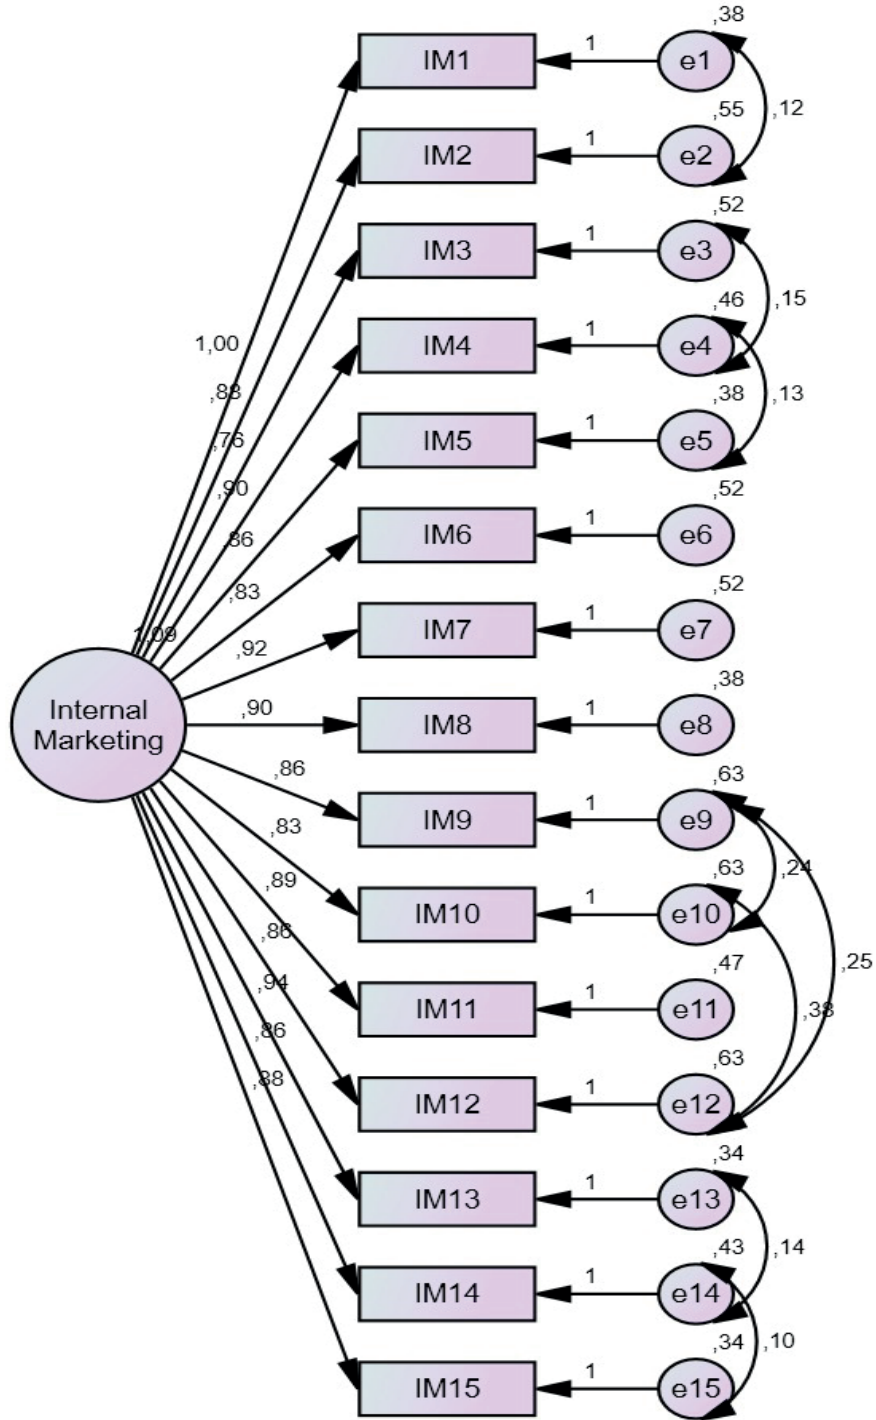 ,38
IM1
1
e1
,55
,12
IM2
1
e2
,52
IM3
1
e3
,46
,15
1,00
IM4
1
e4
,88
,38
,13
,76
IM5
1
e5
,90
,52
,86
IM6
1
e6
,83
,52
1,09
,92
IM7
1
e7
,38
Internal
Marketing
,90
IM8
1
e8
,86
,63
IM9
1
e9
,83
,63
,24
,89
IM10
1
e10
,86
,47
,25
,94
IM11
1
e11
,38
,86
,63
,88
IM12
1
e12
,34
IM13
1
e13
,43
,14
IM14
1
e14
,34
,10
IM15
1
e15